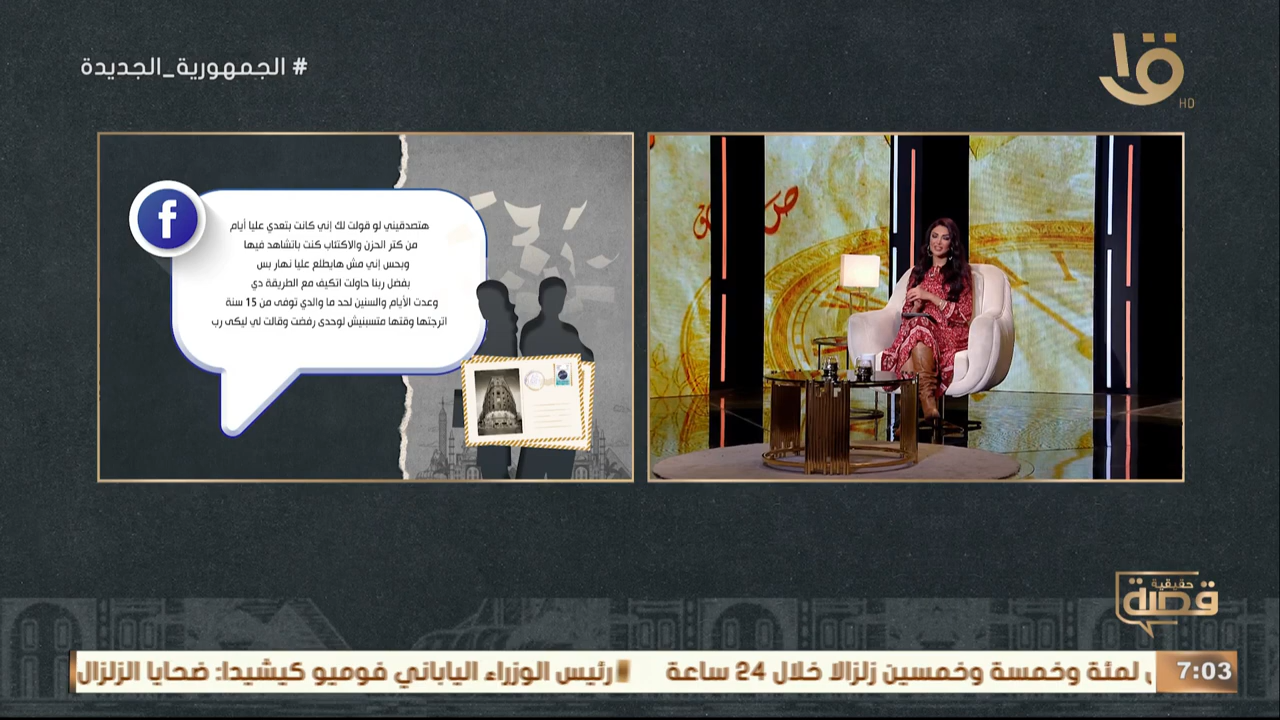 # الجمهورية_الجديدة
HD
f
هتصدقيني لو قولت لك إني كانت بتعدي عليا أيام
من كتر الحزن والاكتئاب كنت باتشاهد فيها
وبحس إني مش هايطلع عليا نهار بس
بفضل ربنا حاولت اتكيف مع الطريقة دي
وعدت الأيام والسنين لحد ما والدي توفى من 15 سنة
اترجتها وقتها متسبنيش لوحدى رفضت وقالت لي ليكى رب
قصة
حقيقية
7:03
لمئة وخمسة وخمسين زلزالا خلال 24 ساعة
رئيس الوزراء الياباني فوميو كيشيدا: ضحايا الزلزال